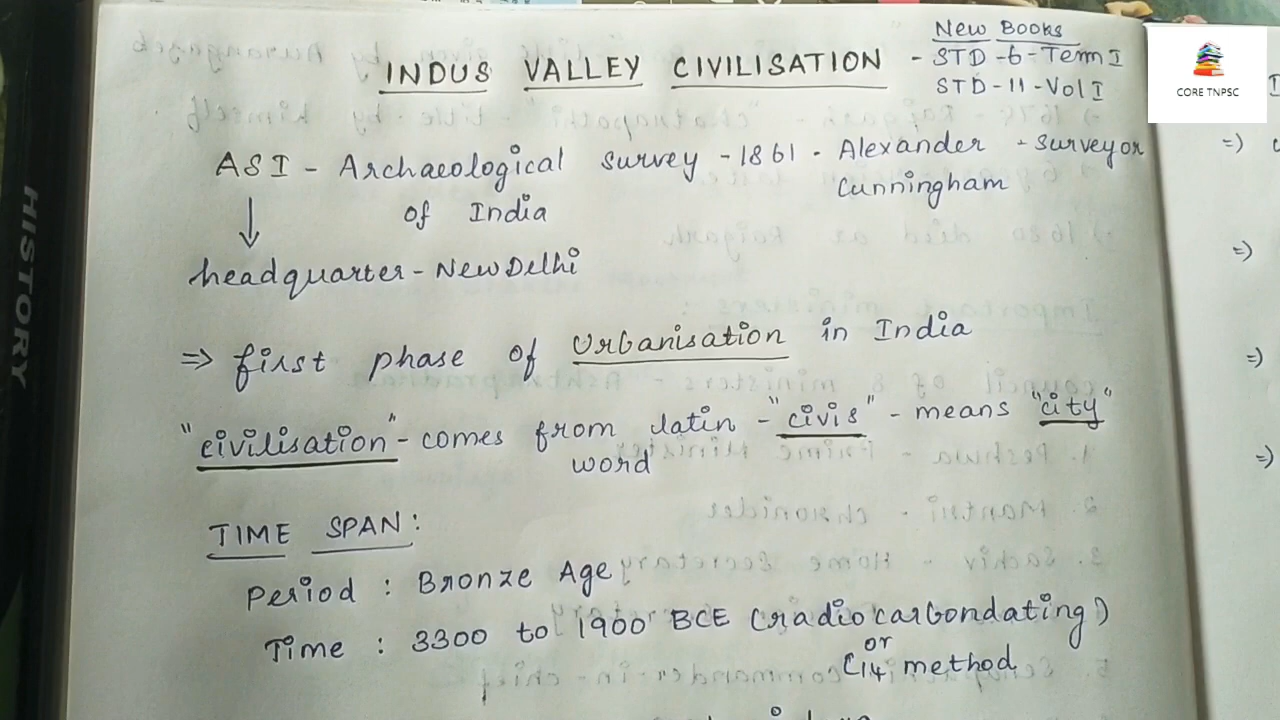 New Books
INDUS VALLEY CIVILISATION - STD-6-Term I
STD-11-Vol I
CORE TNPSC
ASI - Archaeological survey - 1861 - Alexander - surveyor
of India Cunningham
headquarter - New Delhi
⇒ first phase of Urbanisation in India
"civilisation" - comes from latin - "civis" - means "city"
word
TIME SPAN:
Period : Bronze Age
Time : 3300 to 1900 BCE (radio carbondating)
or
C14 method
HISTORY